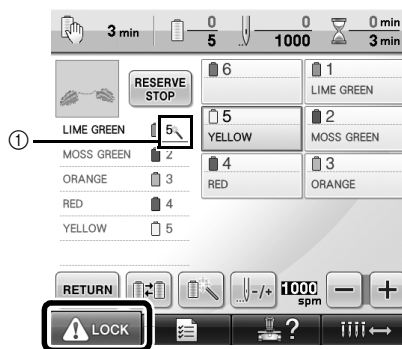 3 min 0 0 0 min
5 1000 3 min
RESERVE STOP
6
1 LIME GREEN
5 YELLOW
2 MOSS GREEN
4 RED
3 ORANGE
① LIME GREEN 5
MOSS GREEN 2
ORANGE 3
RED 4
YELLOW 5
RETURN -/+ 1000 spm − +
LOCK ?